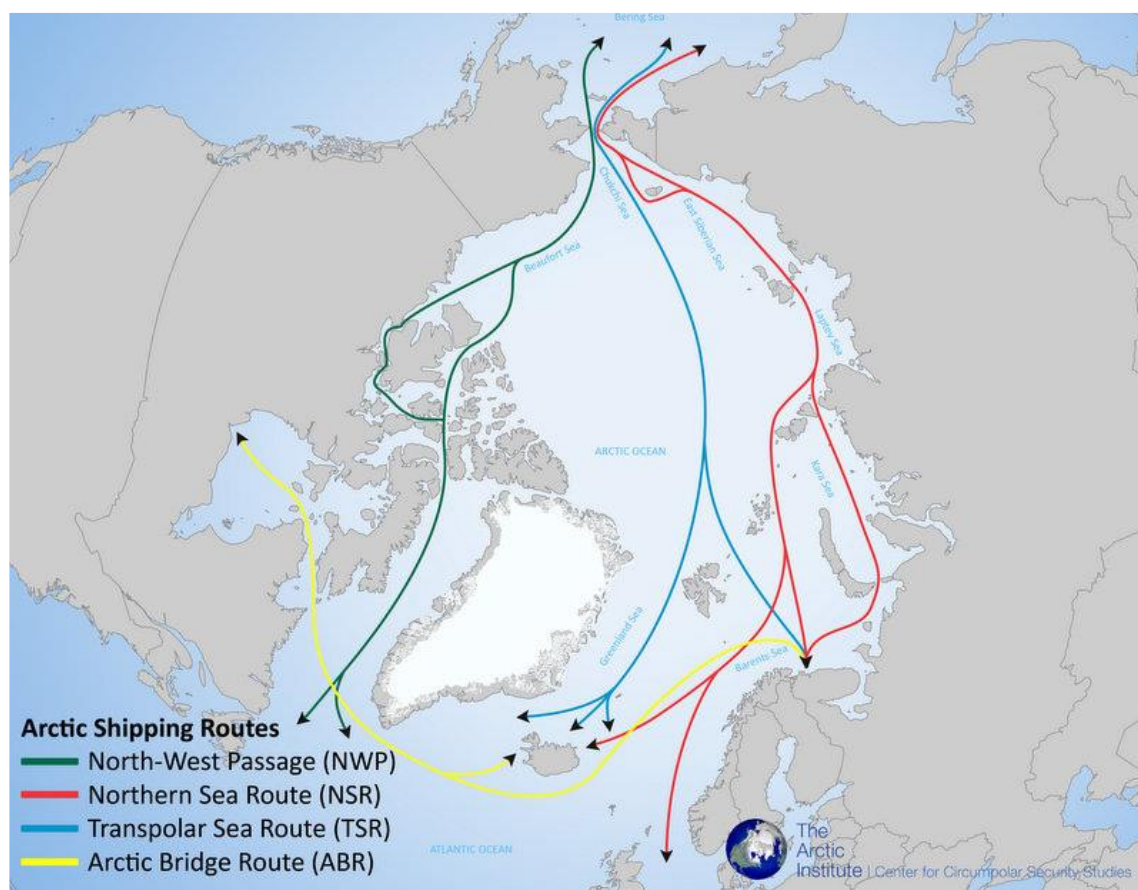 Bering Sea
Chukchi Sea
East Siberian Sea
Beaufort Sea
Laptev Sea
ARCTIC OCEAN
Kara Sea
Greenland Sea
Barents Sea
Arctic Shipping Routes
North-West Passage (NWP)
Northern Sea Route (NSR)
Transpolar Sea Route (TSR)
Arctic Bridge Route (ABR)
ATLANTIC OCEAN
The
Arctic
Institute | Center for Circumpolar Security Studies